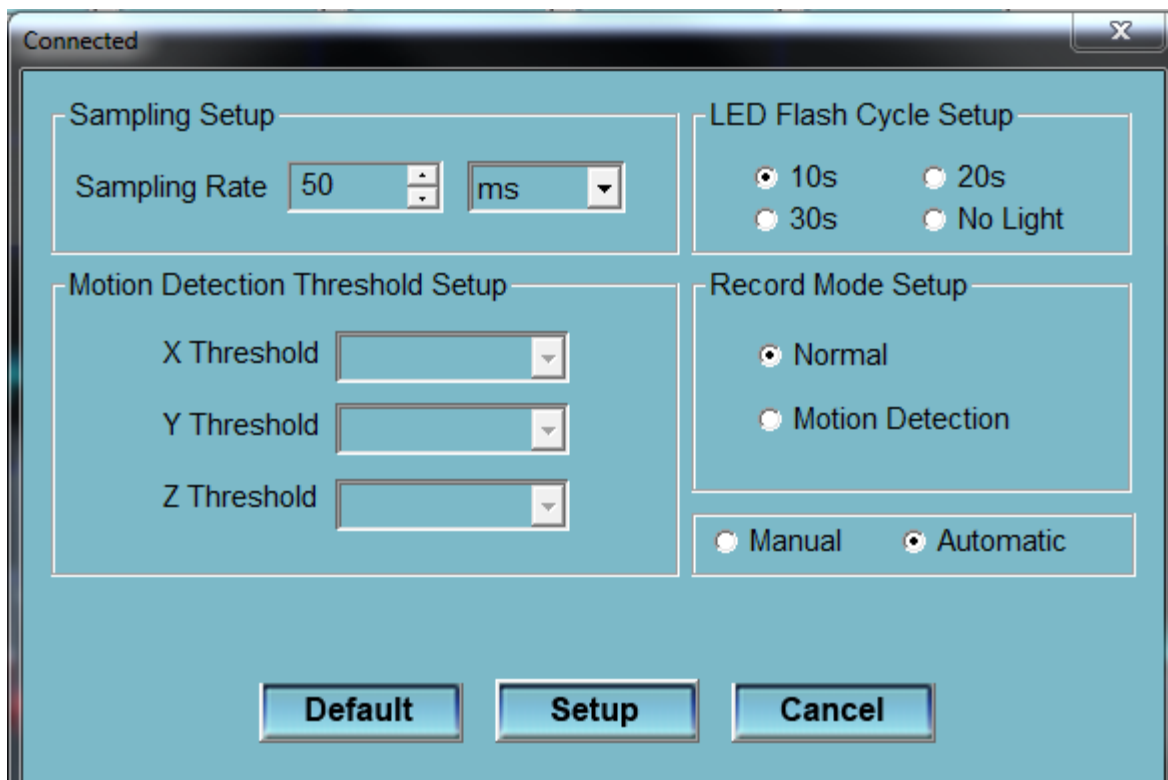 Connected
X
Sampling Setup
Sampling Rate 50 ms
LED Flash Cycle Setup
10s 20s
30s No Light
Motion Detection Threshold Setup
X Threshold
Y Threshold
Z Threshold
Record Mode Setup
Normal
Motion Detection
Manual Automatic
Default Setup Cancel